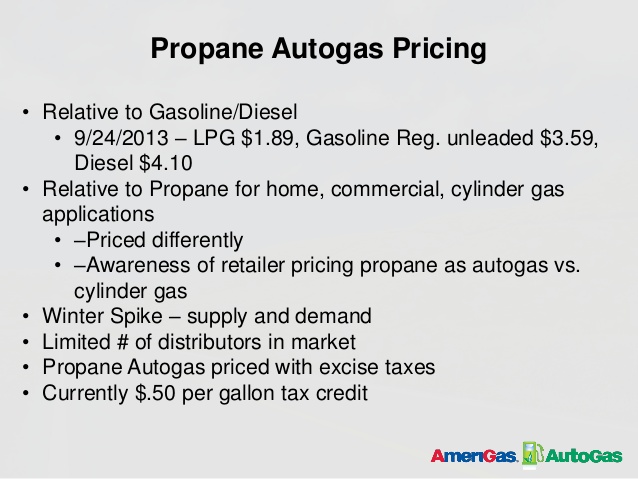 Propane Autogas Pricing
• Relative to Gasoline/Diesel
• 9/24/2013 – LPG $1.89, Gasoline Reg. unleaded $3.59,
Diesel $4.10
• Relative to Propane for home, commercial, cylinder gas
applications
• –Priced differently
• –Awareness of retailer pricing propane as autogas vs.
cylinder gas
• Winter Spike – supply and demand
• Limited # of distributors in market
• Propane Autogas priced with excise taxes
• Currently $.50 per gallon tax credit
AmeriGas. AutoGas